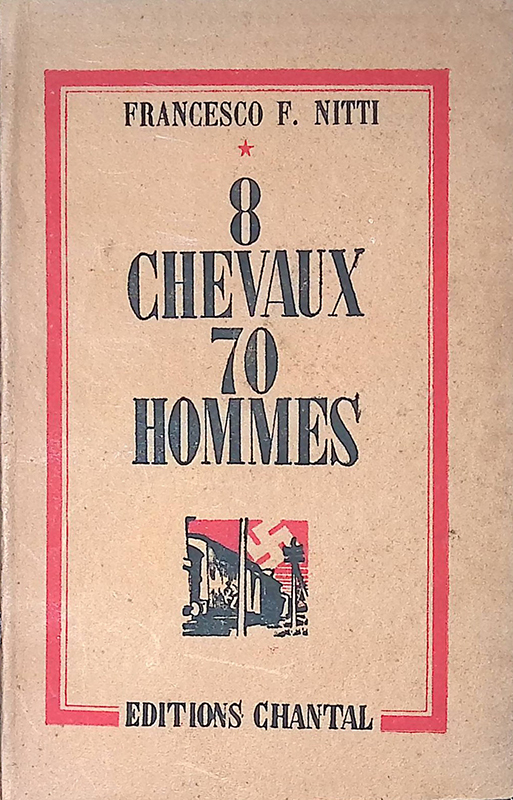 FRANCESCO F. NITTI
8
CHEVAUX
70
HOMMES
EDITIONS CHANTAL